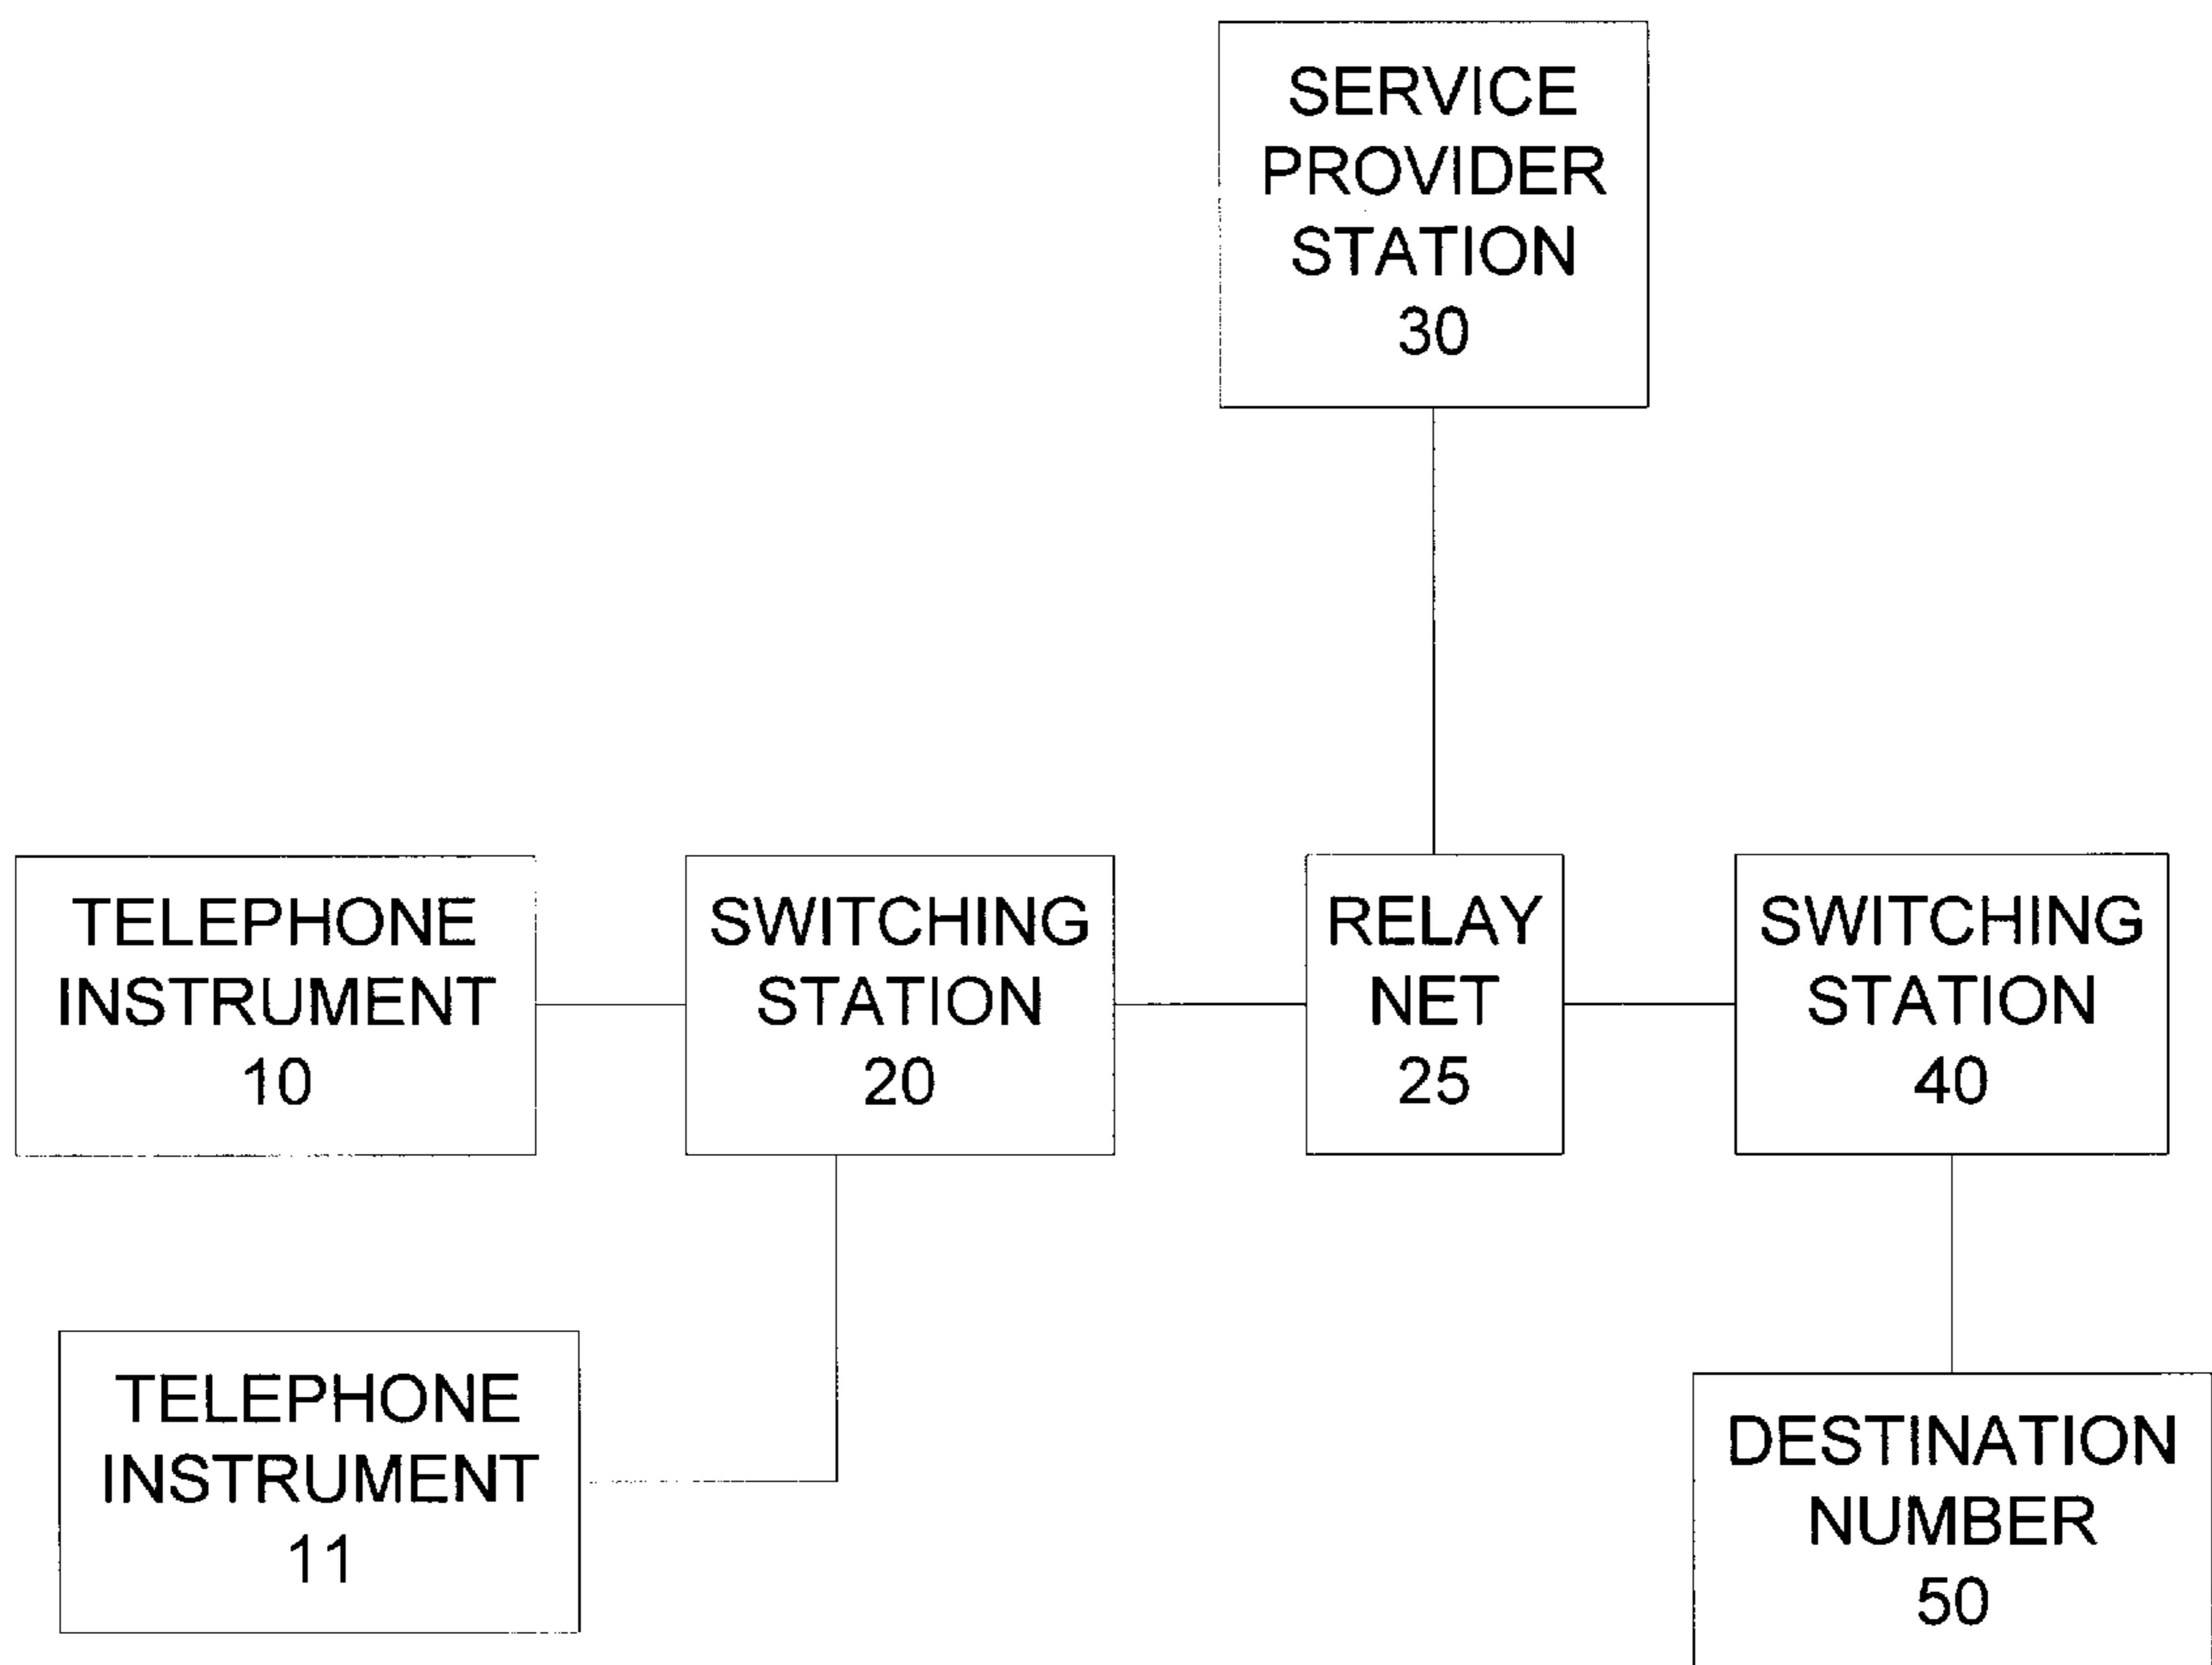 SERVICE
PROVIDER
STATION
30
TELEPHONE
INSTRUMENT
10
SWITCHING
STATION
20
RELAY
NET
25
SWITCHING
STATION
40
TELEPHONE
INSTRUMENT
11
DESTINATION
NUMBER
50